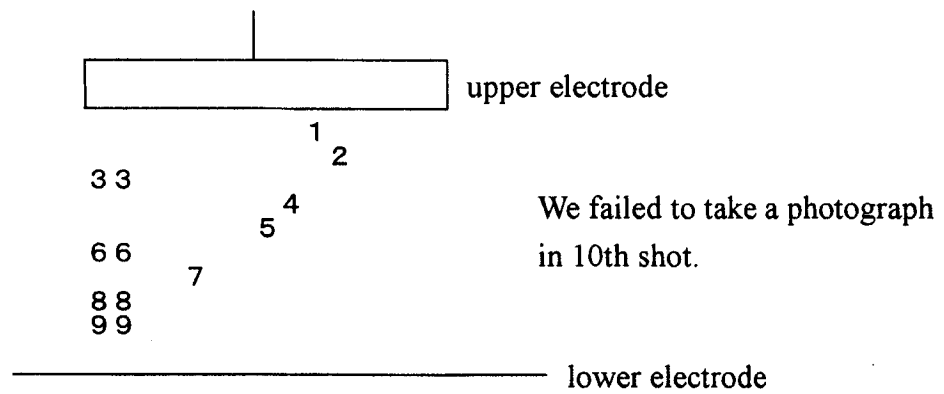 upper electrode
1
2
3 3
4
5
6 6
7
8 8
9 9
We failed to take a photograph
in 10th shot.
lower electrode